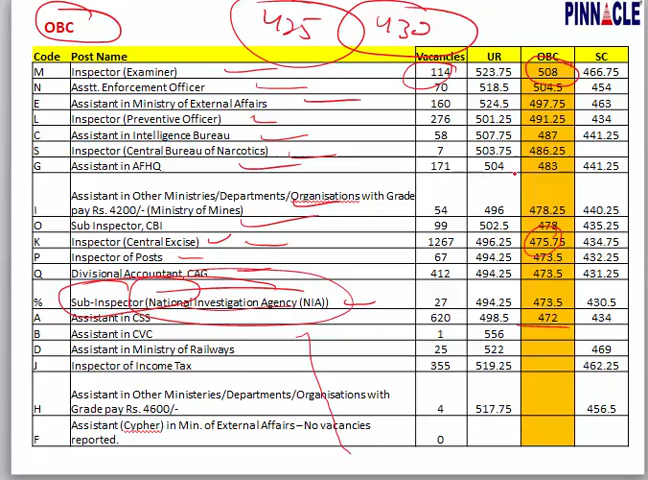 OBC
425
430
PINNACLE
Code Post Name Vacancies UR OBC SC
M Inspector (Examiner) 114 523.75 508 466.75
N Asstt. Enforcement Officer 70 518.5 504.5 454
E Assistant in Ministry of External Affairs 160 524.5 497.75 463
L Inspector (Preventive Officer) 276 501.25 491.25 434
C Assistant in Intelligence Bureau 58 507.75 487 441.25
S Inspector (Central Bureau of Narcotics) 7 503.75 486.25
G Assistant in AFHQ 171 504 483 441.25
Assistant in Other Ministries/Departments/Organisations with Grade
I pay Rs. 4200/- (Ministry of Mines) 54 496 478.25 440.25
O Sub Inspector, CBI 99 502.5 478 435.25
K Inspector (Central Excise) 1267 496.25 475.75 434.75
P Inspector of Posts 67 494.25 473.5 432.25
Q Divisional Accountant, CAG 412 494.25 473.5 431.25
% Sub-Inspector (National Investigation Agency (NIA)) 27 494.25 473.5 430.5
A Assistant in CSS 620 498.5 472 434
B Assistant in CVC 1 556
D Assistant in Ministry of Railways 25 522 469
J Inspector of Income Tax 355 519.25 462.25
Assistant in Other Ministeries/Departments/Organisations with
H Grade pay Rs. 4600/- 4 517.75 456.5
Assistant (Cypher) in Min. of External Affairs – No vacancies
F reported. 0